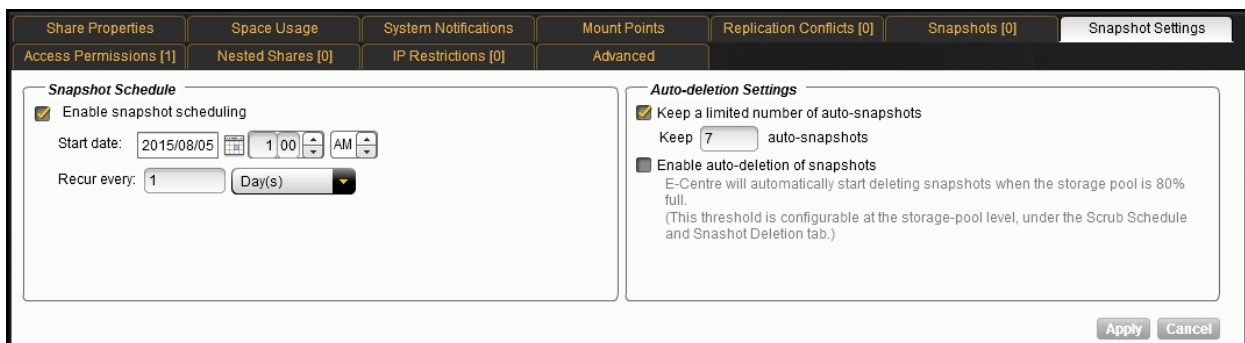 Share Properties
Space Usage
System Notifications
Mount Points
Replication Conflicts [0]
Snapshots [0]
Snapshot Settings
Access Permissions [1]
Nested Shares [0]
IP Restrictions [0]
Advanced
Snapshot Schedule
Enable snapshot scheduling
Start date: 2015/08/05 1 00 AM
Recur every: 1 Day(s)
Auto-deletion Settings
Keep a limited number of auto-snapshots
Keep 7 auto-snapshots
Enable auto-deletion of snapshots
E-Centre will automatically start deleting snapshots when the storage pool is 80%
full.
(This threshold is configurable at the storage-pool level, under the Scrub Schedule
and Snashot Deletion tab.)
Apply Cancel